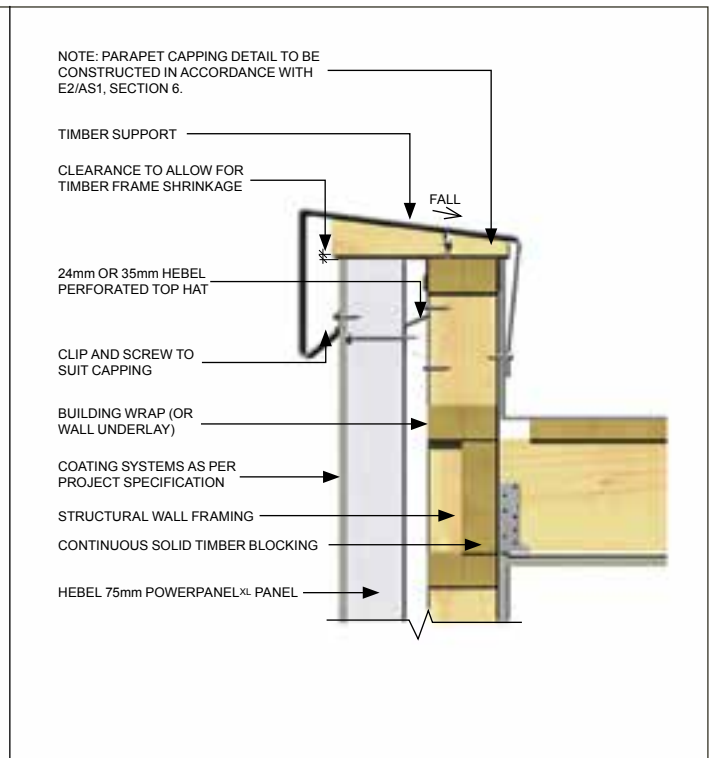 NOTE: PARAPET CAPPING DETAIL TO BE
CONSTRUCTED IN ACCORDANCE WITH
E2/AS1, SECTION 6.
TIMBER SUPPORT
CLEARANCE TO ALLOW FOR
TIMBER FRAME SHRINKAGE
FALL
24mm OR 35mm HEBEL
PERFORATED TOP HAT
CLIP AND SCREW TO
SUIT CAPPING
BUILDING WRAP (OR
WALL UNDERLAY)
COATING SYSTEMS AS PER
PROJECT SPECIFICATION
STRUCTURAL WALL FRAMING
CONTINUOUS SOLID TIMBER BLOCKING
HEBEL 75mm POWERPANELXL PANEL